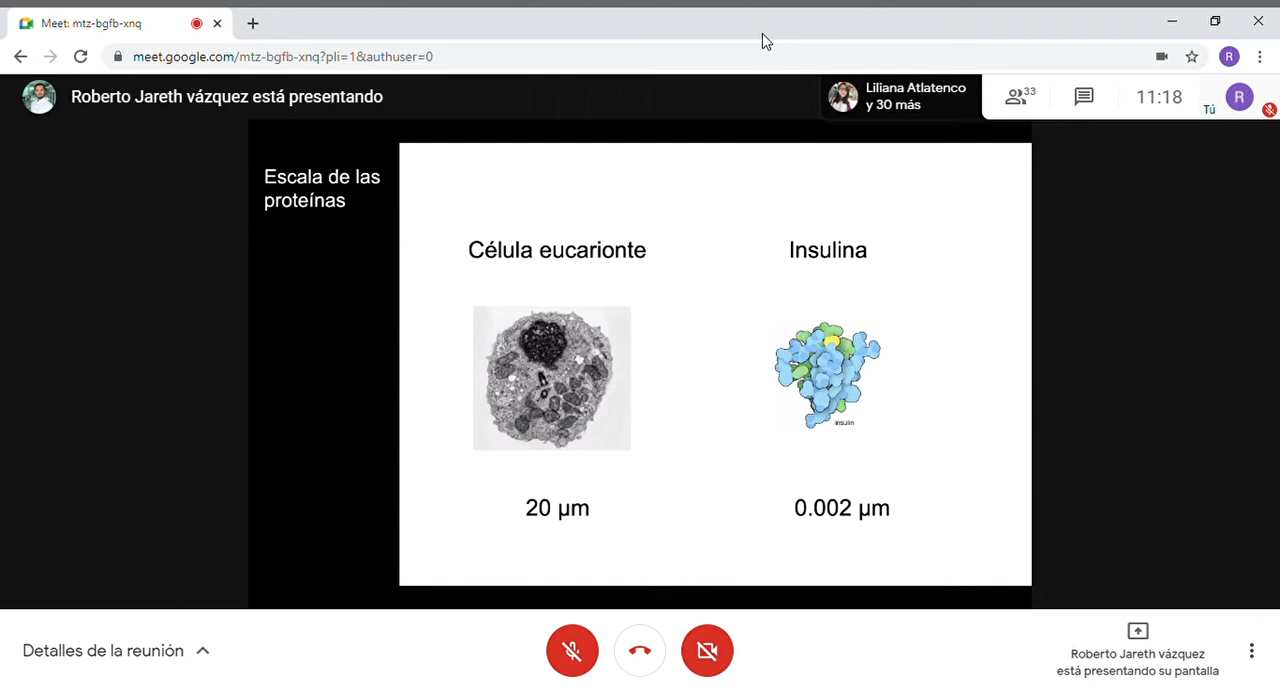 Meet: mtz-bgfb-xnq
meet.google.com/mtz-bgfb-xnq?pli=1&authuser=0
R
Roberto Jareth vázquez está presentando
Liliana Atlatenco
y 30 más
33
11:18
Tú
R
Escala de las
proteínas
Célula eucarionte
Insulina
insulin
20 µm
0.002 µm
Detalles de la reunión
Roberto Jareth vázquez
está presentando su pantalla